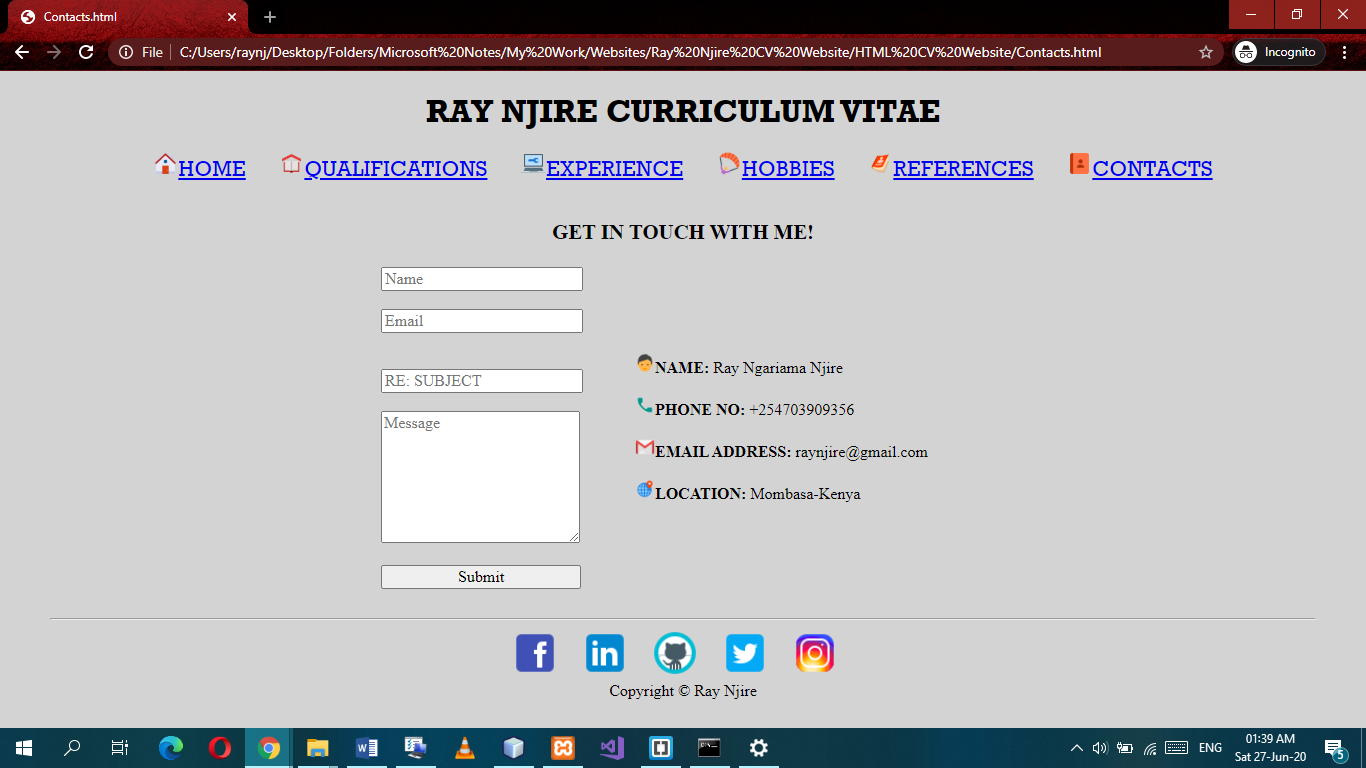 Contacts.html
File
C:/Users/raynj/Desktop/Folders/Microsoft%20Notes/My%20Work/Websites/Ray%20Njire%20CV%20Website/HTML%20CV%20Website/Contacts.html
Incognito
RAY NJIRE CURRICULUM VITAE
HOME QUALIFICATIONS EXPERIENCE HOBBIES REFERENCES CONTACTS
GET IN TOUCH WITH ME!
Name
Email
RE: SUBJECT
Message
Submit
NAME: Ray Ngariama Njire
PHONE NO: +254703909356
EMAIL ADDRESS: raynjire@gmail.com
LOCATION: Mombasa-Kenya
Copyright © Ray Njire
ENG
01:39 AM
Sat 27-Jun-20
5